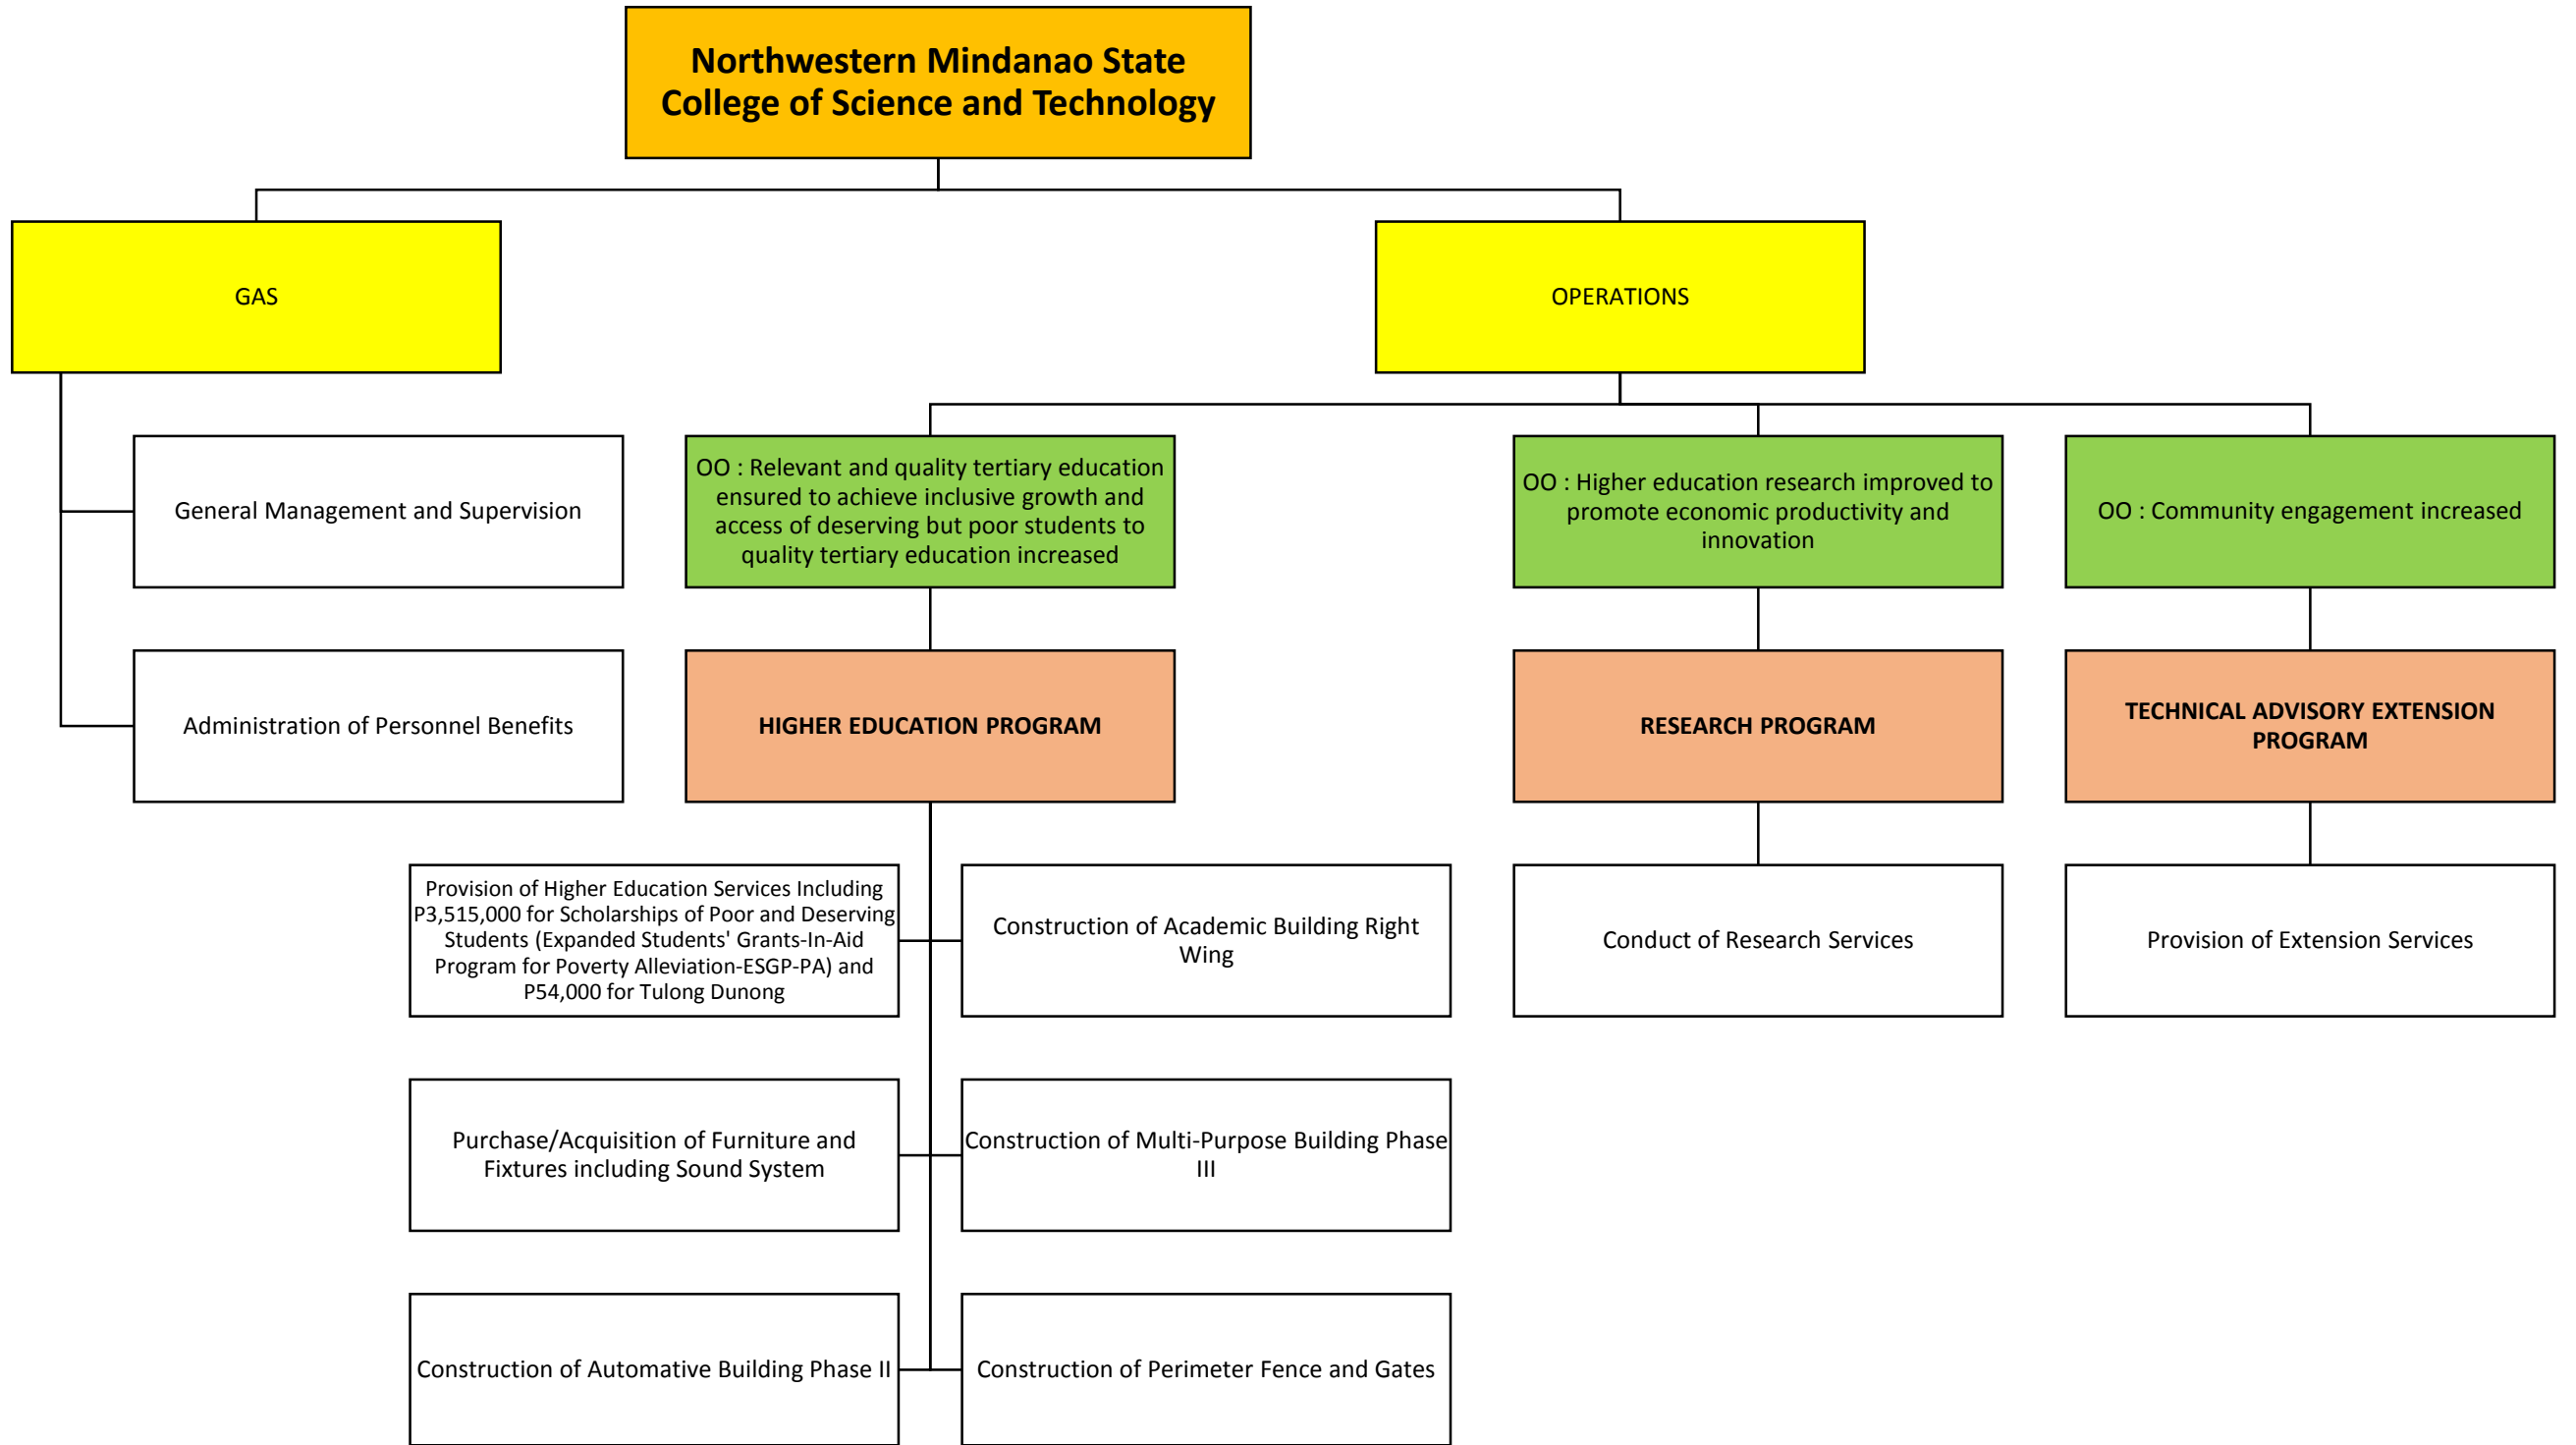 Northwestern Mindanao State
College of Science and Technology
GAS
OPERATIONS
General Management and Supervision
OO : Relevant and quality tertiary education
ensured to achieve inclusive growth and
access of deserving but poor students to
quality tertiary education increased
OO : Higher education research improved to
promote economic productivity and
innovation
OO : Community engagement increased
Administration of Personnel Benefits
HIGHER EDUCATION PROGRAM
RESEARCH PROGRAM
TECHNICAL ADVISORY EXTENSION
PROGRAM
Provision of Higher Education Services Including
P3,515,000 for Scholarships of Poor and Deserving
Students (Expanded Students' Grants-In-Aid
Program for Poverty Alleviation-ESGP-PA) and
P54,000 for Tulong Dunong
Construction of Academic Building Right
Wing
Conduct of Research Services
Provision of Extension Services
Purchase/Acquisition of Furniture and
Fixtures including Sound System
Construction of Multi-Purpose Building Phase
III
Construction of Automative Building Phase II
Construction of Perimeter Fence and Gates